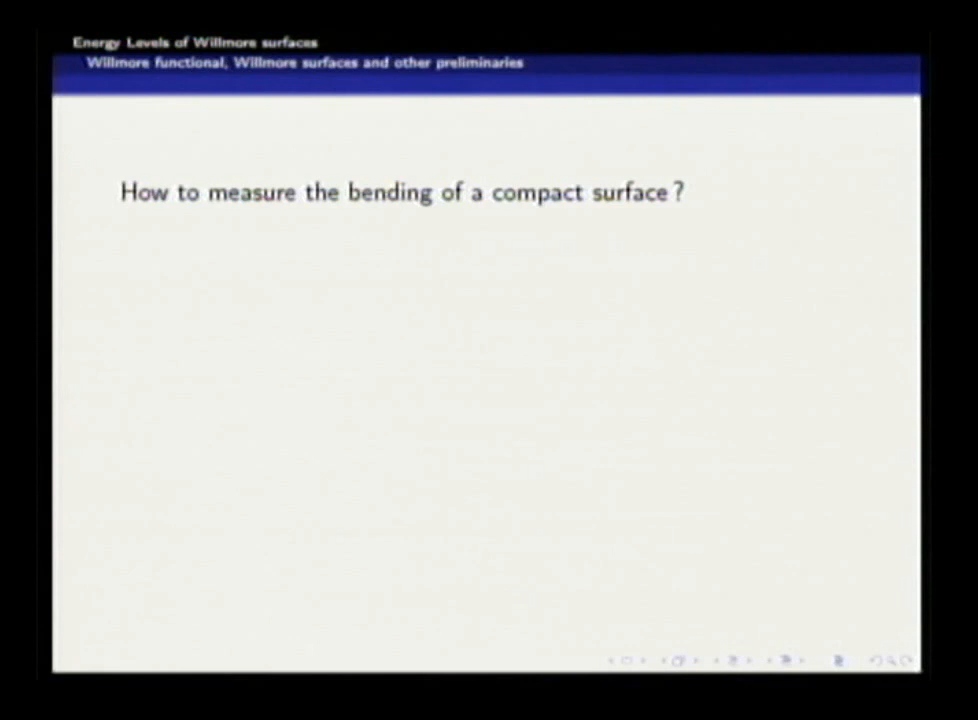 Energy Levels of Willmore surfaces
Willmore functional, Willmore surfaces and other preliminaries
How to measure the bending of a compact surface ?